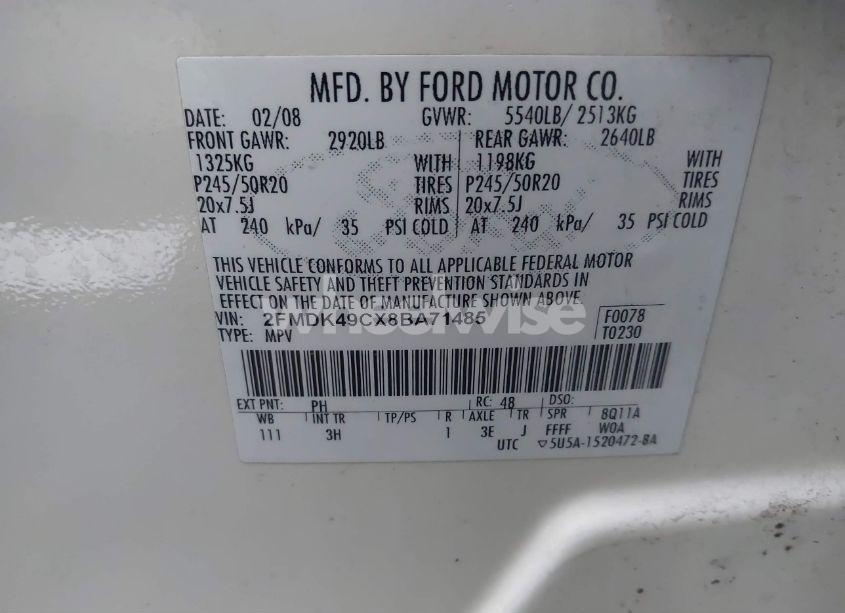 MFD. BY FORD MOTOR CO.
DATE: 02/08 GVWR: 5540LB/ 2513KG
FRONT GAWR: 2920LB REAR GAWR: 2640LB
1325KG WITH 1198KG WITH
P245/50R20 TIRES P245/50R20 TIRES
20x7.5J RIMS 20x7.5J RIMS
AT 240 kPa/ 35 PSI COLD AT 240 kPa/ 35 PSI COLD
THIS VEHICLE CONFORMS TO ALL APPLICABLE FEDERAL MOTOR
VEHICLE SAFETY AND THEFT PREVENTION STANDARDS IN
EFFECT ON THE DATE OF MANUFACTURE SHOWN ABOVE.
VIN: 2FMDK49CX8BA71485 F0078
TYPE: MPV T0230
wheelwise
EXT PNT: PH RC: 48 DSO:
WB INT TR TP/PS R AXLE TR SPR 8Q11A
111 3H 1 3E J FFFF W0A
UTC ▽5U5A-1520472-BA